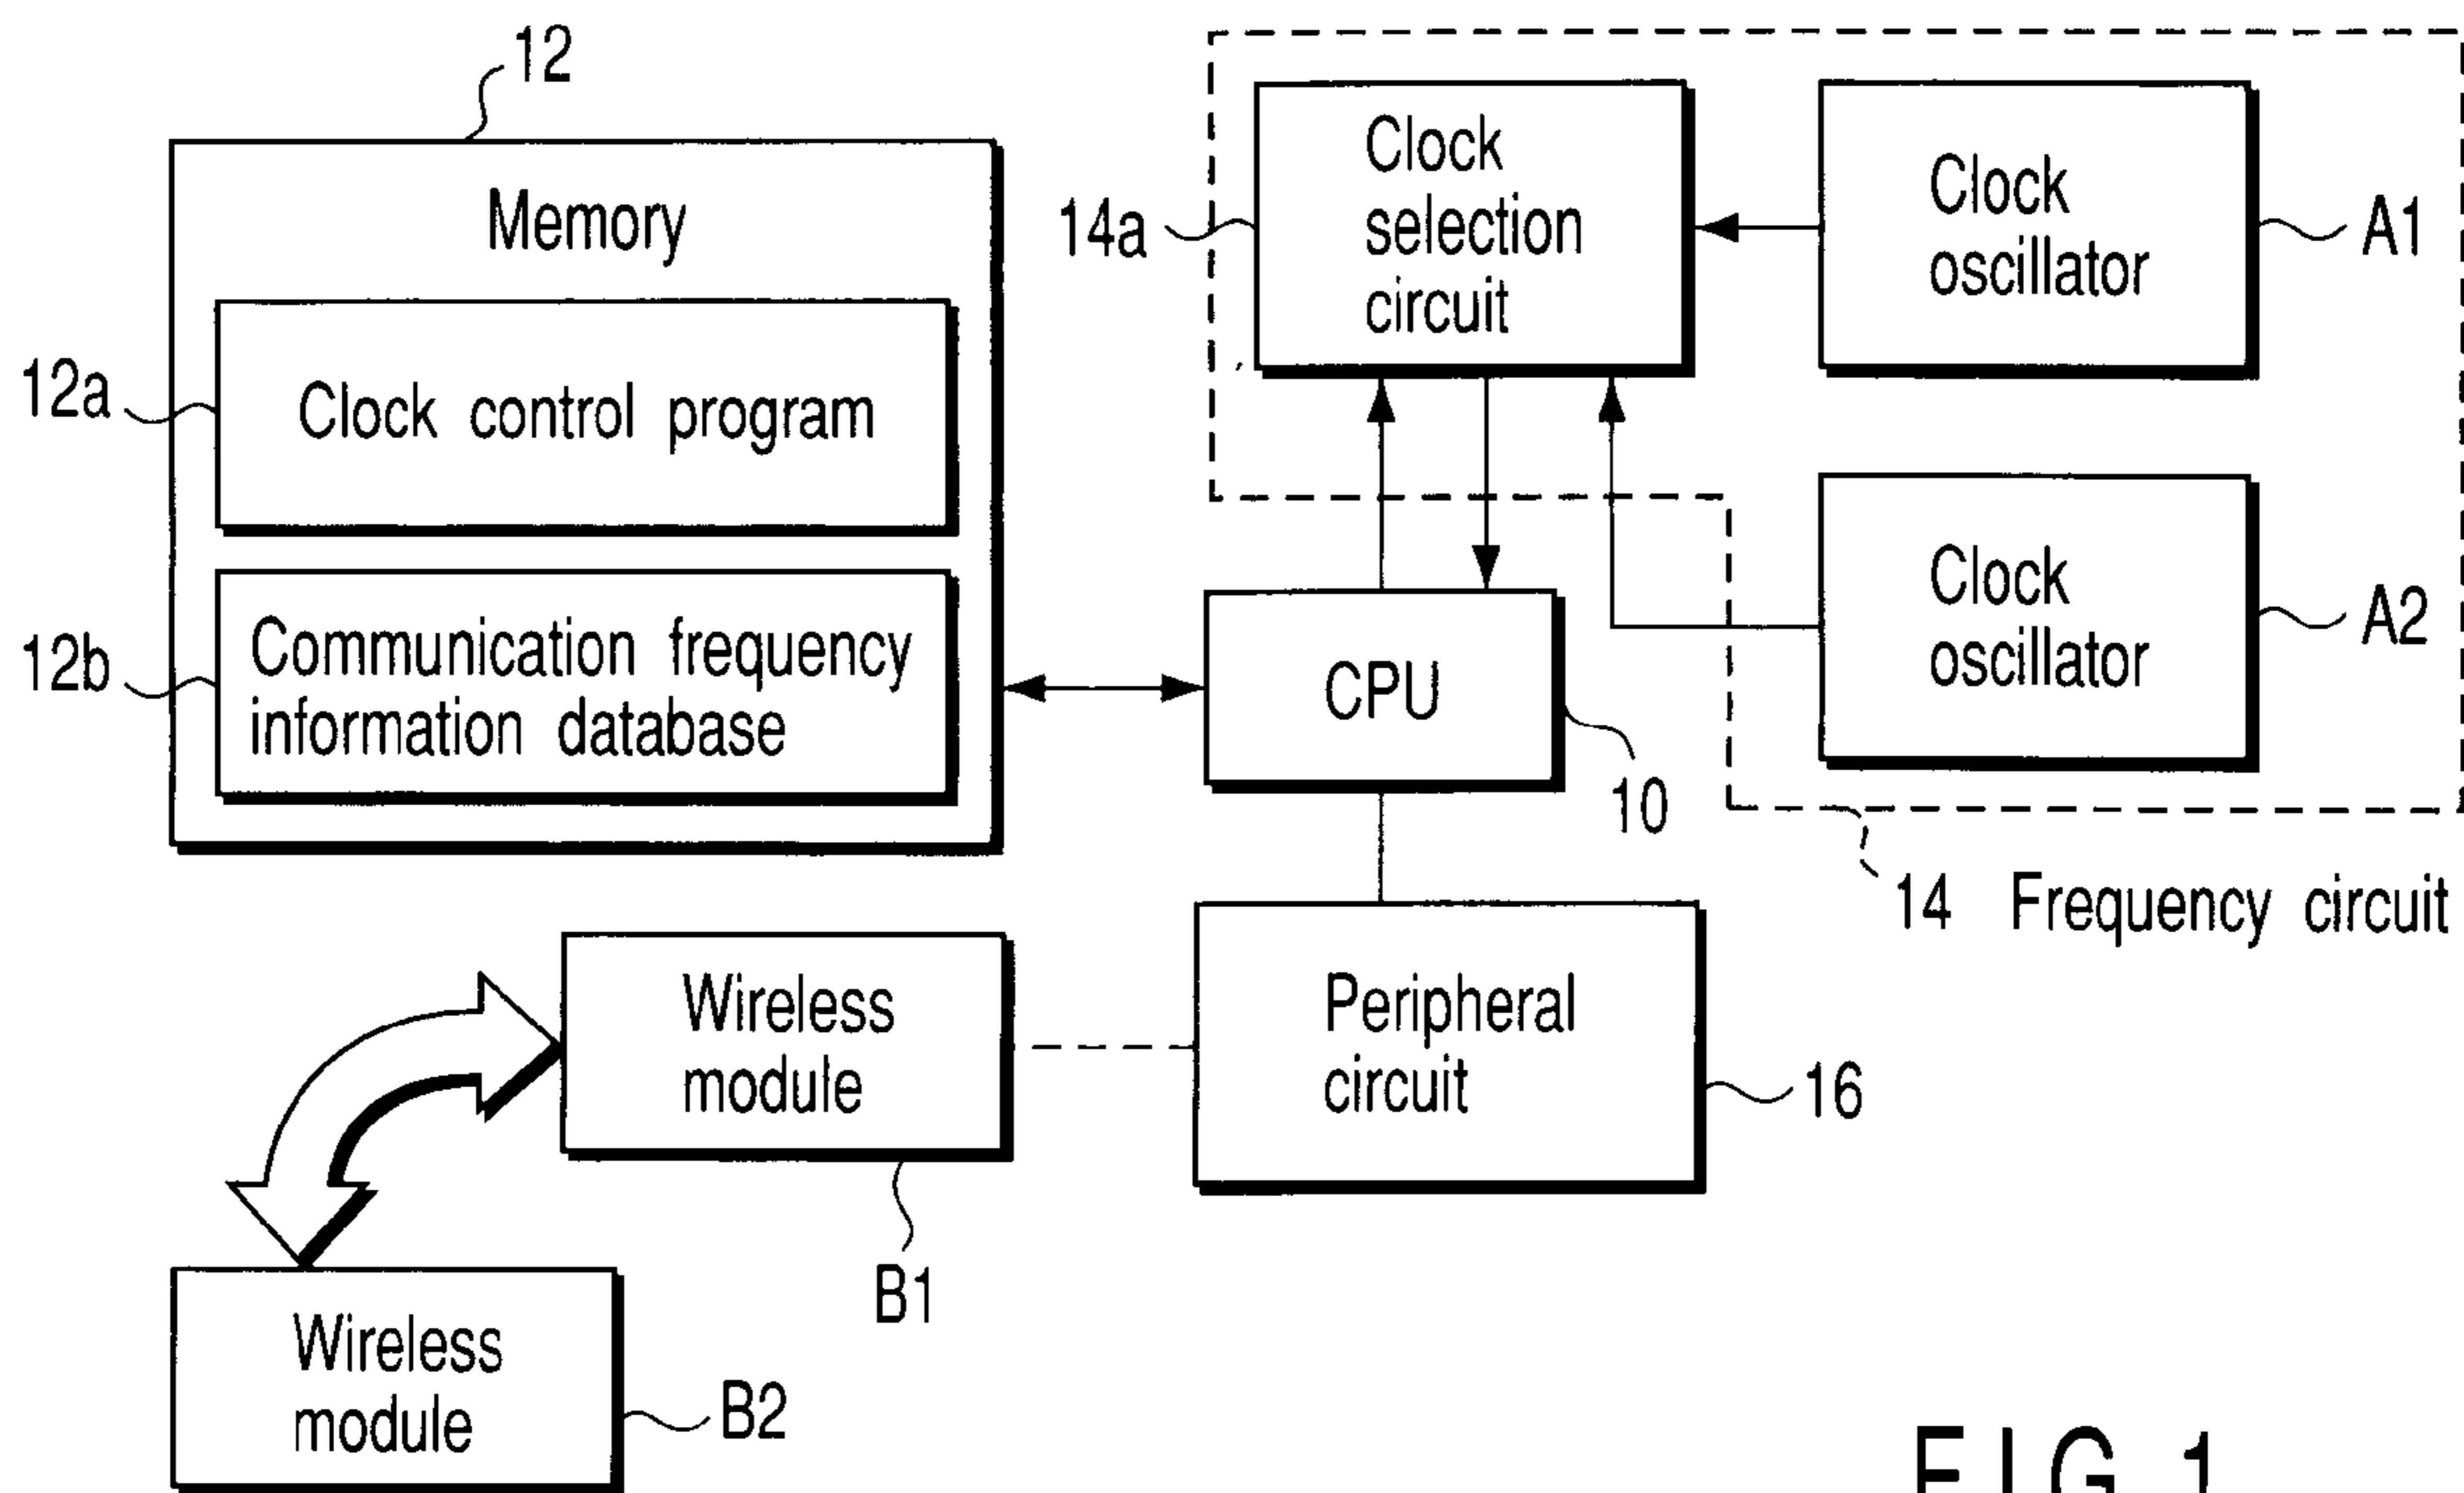 12
Memory
12a
Clock control program
12b
Communication frequency
information database
14a
Clock
selection
circuit
Clock
oscillator
A1
Clock
oscillator
A2
CPU
10
14 Frequency circuit
Wireless
module
B1
Peripheral
circuit
16
Wireless
module
B2
FIG. 1